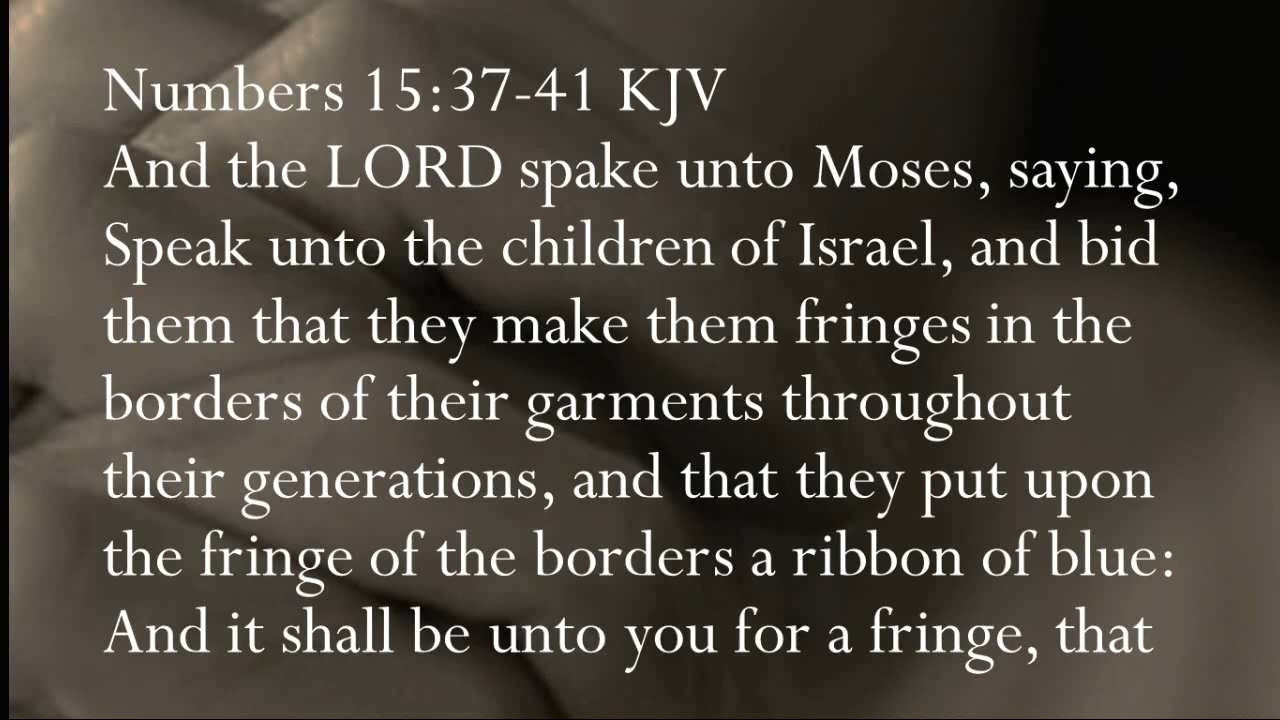 Numbers 15:37-41 KJV
And the LORD spake unto Moses, saying,
Speak unto the children of Israel, and bid
them that they make them fringes in the
borders of their garments throughout
their generations, and that they put upon
the fringe of the borders a ribbon of blue:
And it shall be unto you for a fringe, that